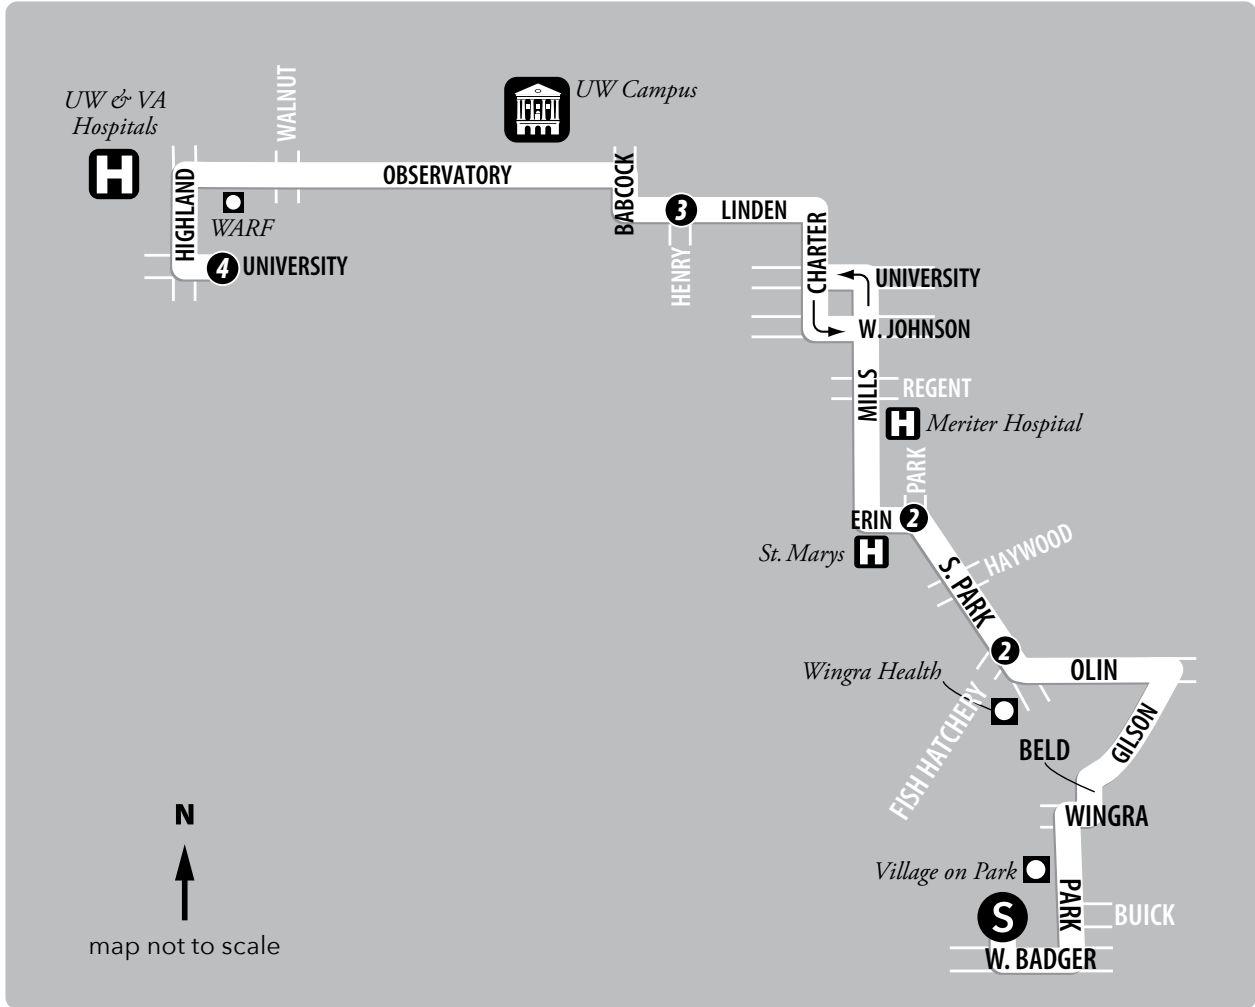 UW & VA
Hospitals
H
WALNUT
UW Campus
OBSERVATORY
BABCOCK
HIGHLAND
WARF
4
UNIVERSITY
3
LINDEN
HENRY
CHARTER
UNIVERSITY
W. JOHNSON
MILLS
REGENT
H
Meriter Hospital
PARK
ERIN
2
St. Marys
H
HAYWOOD
S. PARK
2
OLIN
Wingra Health
FISH HATCHERY
GILSON
BELD
WINGRA
Village on Park
PARK
S
BUICK
W. BADGER
N
map not to scale